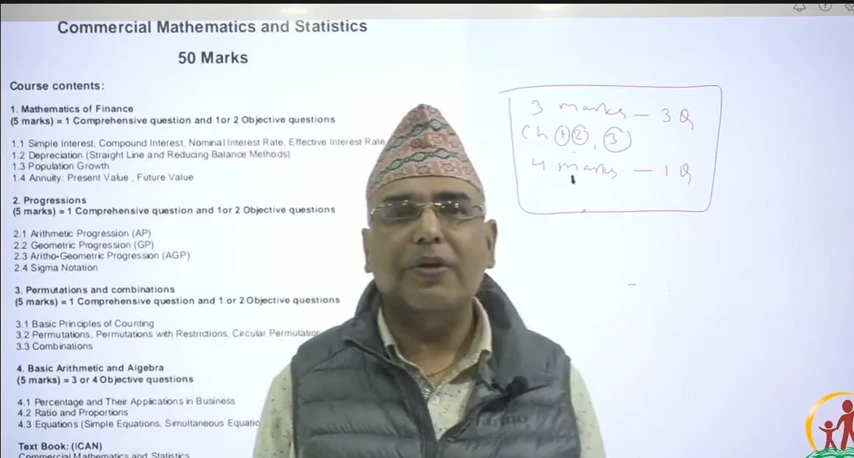 Commercial Mathematics and Statistics
50 Marks
Course contents:
1. Mathematics of Finance
(5 marks) = 1 Comprehensive question and 1or 2 Objective questions
1.1 Simple Interest, Compound Interest, Nominal Interest Rate, Effective Interest Rate
1.2 Depreciation (Straight Line and Reducing Balance Methods)
1.3 Population Growth
1.4 Annuity: Present Value , Future Value
2. Progressions
(5 marks) = 1 Comprehensive question and 1or 2 Objective questions
2.1 Arithmetic Progression (AP)
2.2 Geometric Progression (GP)
2.3 Aritho-Geometric Progression (AGP)
2.4 Sigma Notation
3. Permutations and combinations
(5 marks) = 1 Comprehensive question and 1 or 2 Objective questions
3.1 Basic Principles of Counting
3.2 Permutations, Permutations with Restrictions, Circular Permutation
3.3 Combinations
4. Basic Arithmetic and Algebra
(5 marks) = 3 or 4 Objective questions
4.1 Percentage and Their Applications in Business
4.2 Ratio and Proportions
4.3 Equations (Simple Equations, Simultaneous Equatio
Text Book: (ICAN)
Commercial Mathematics and Statistics
3 marks - 3 Q
Ch 1 2, 3
4 marks - 1 Q